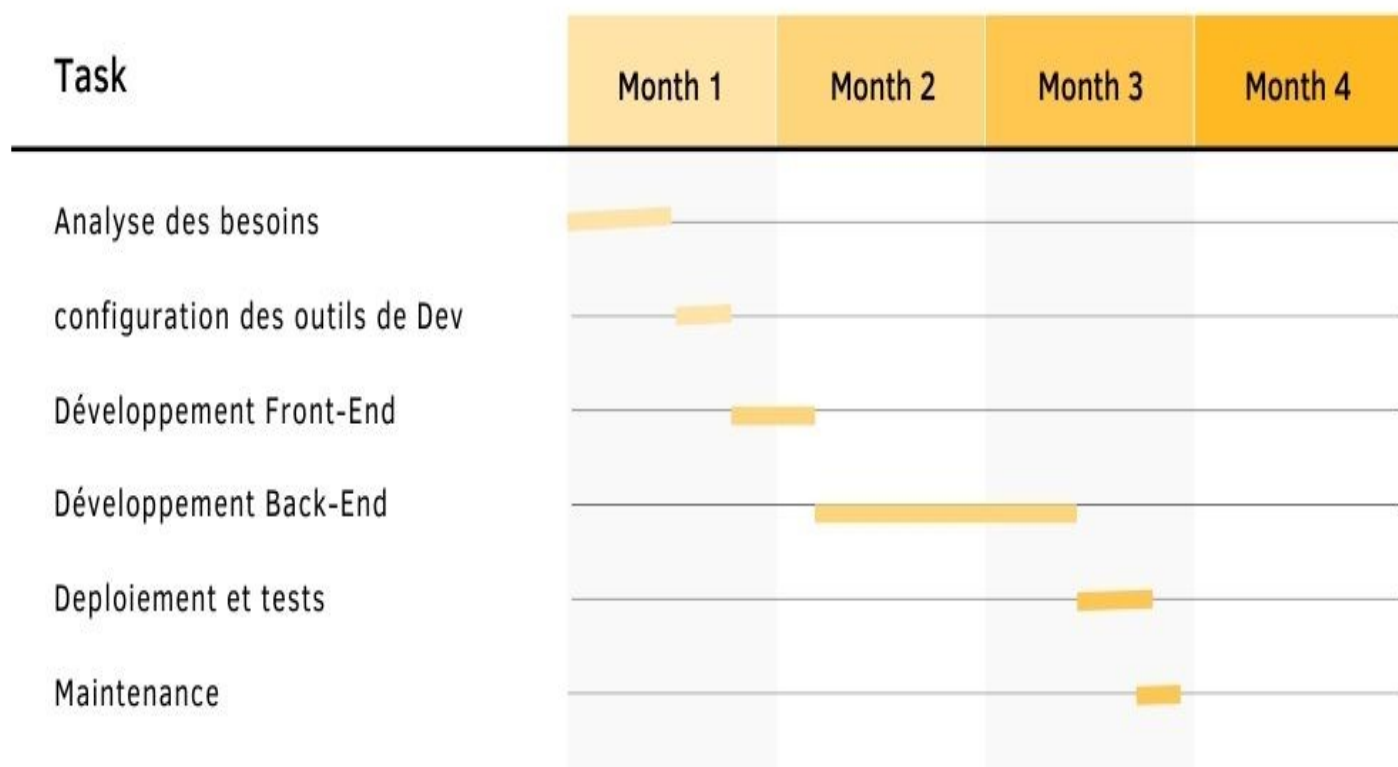 Task
Month 1
Month 2
Month 3
Month 4
Analyse des besoins
configuration des outils de Dev
Développement Front-End
Développement Back-End
Deploiement et tests
Maintenance